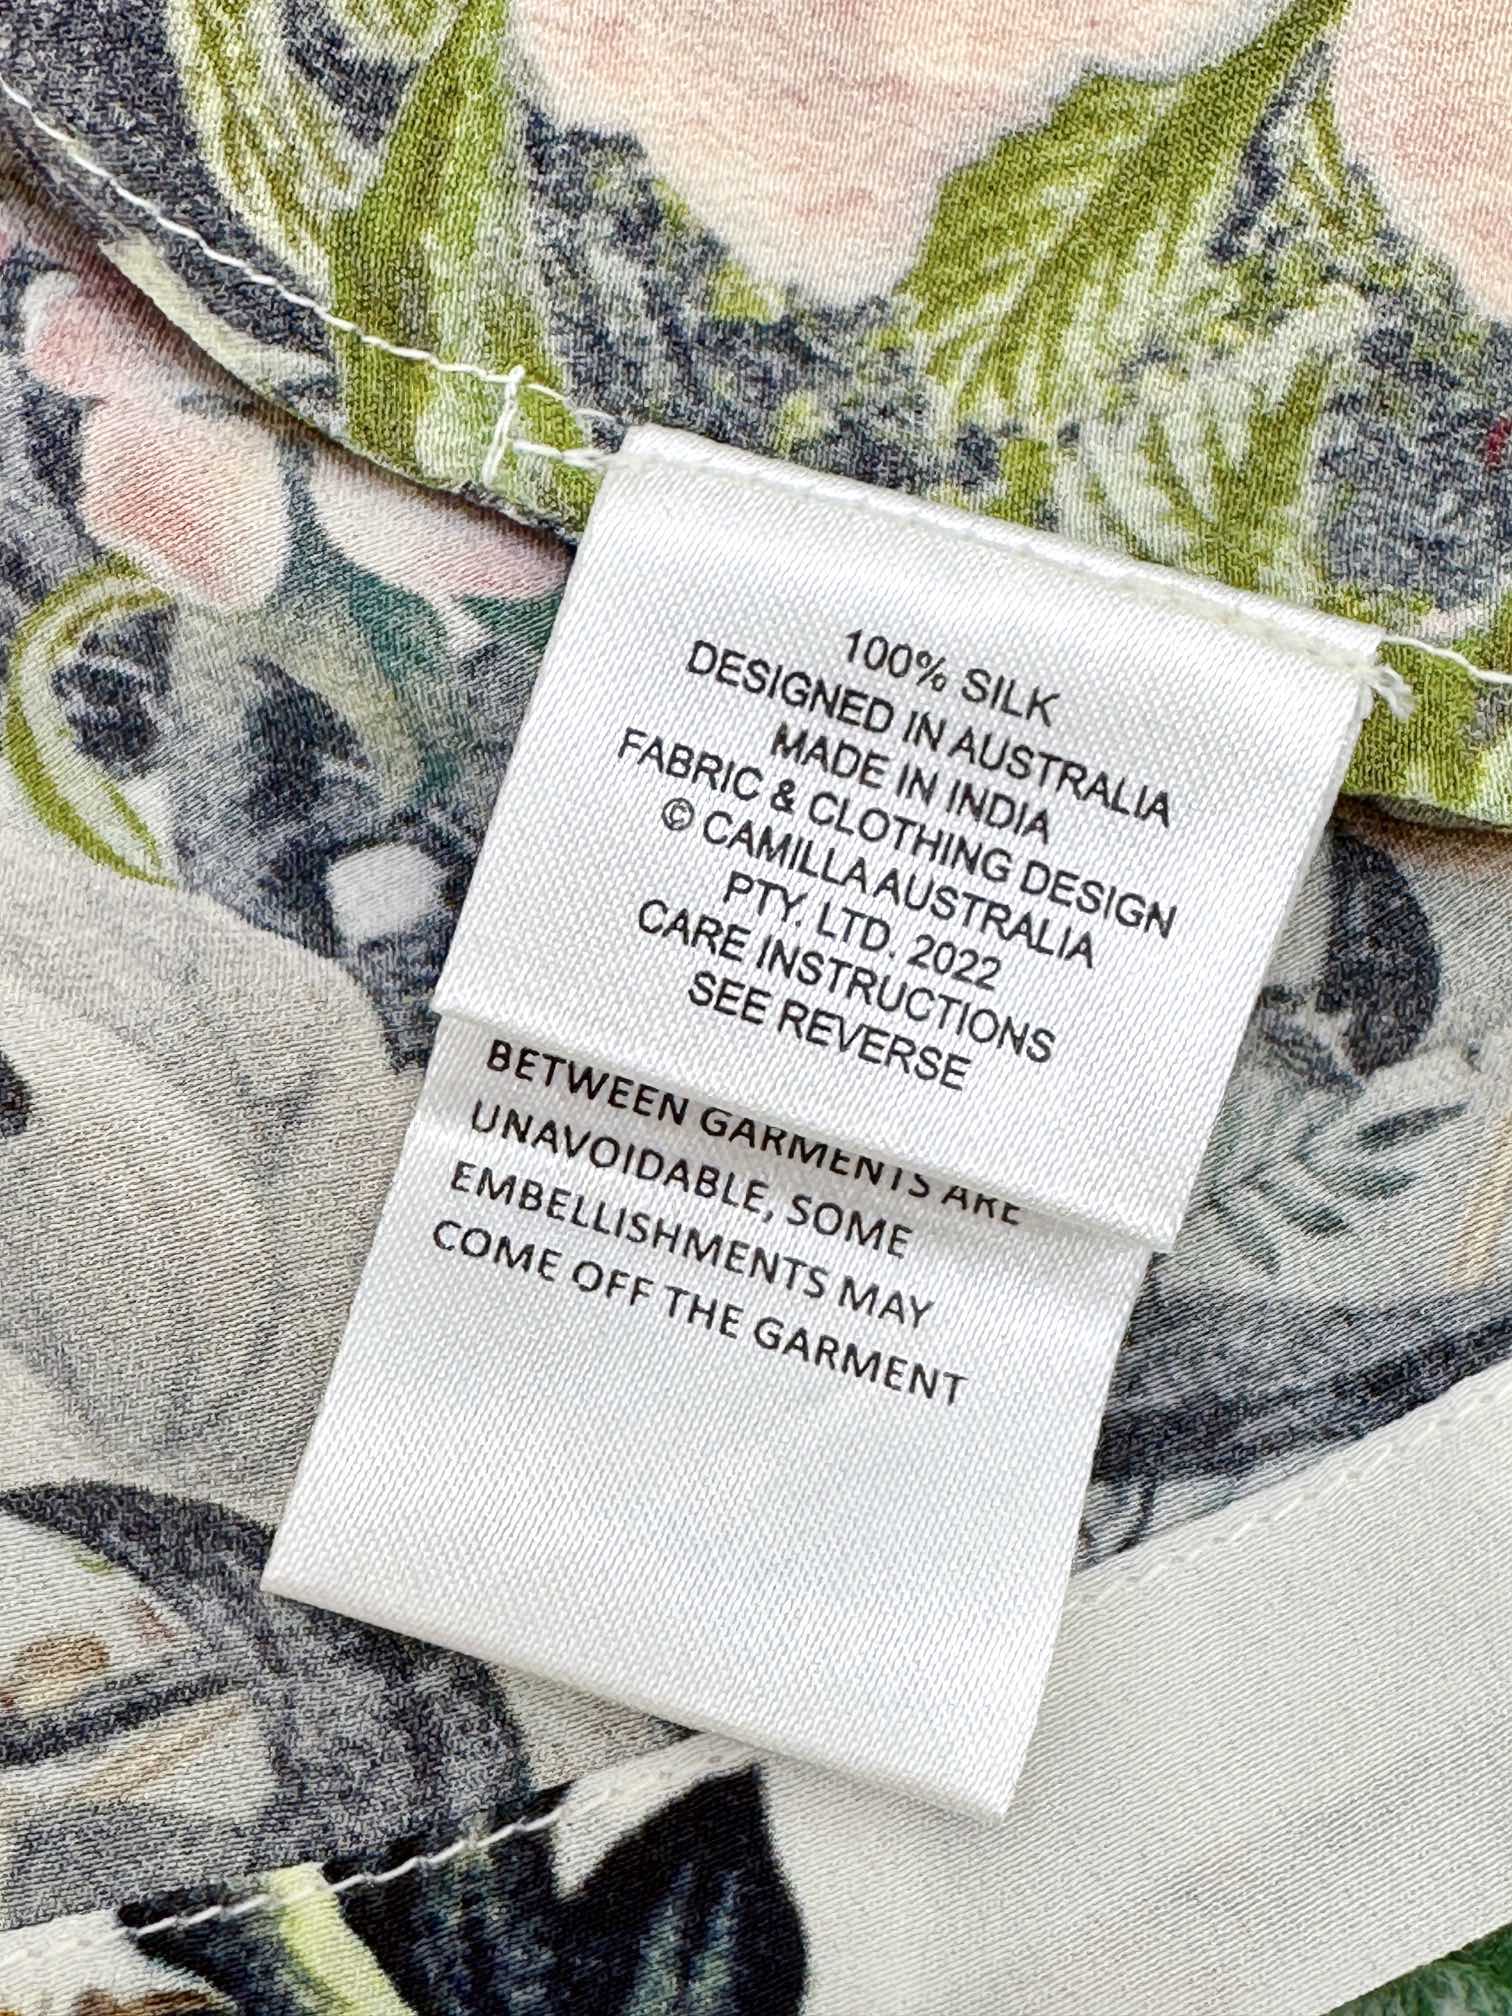 100% SILK
DESIGNED IN AUSTRALIA
MADE IN INDIA
FABRIC & CLOTHING DESIGN
© CAMILLA AUSTRALIA
PTY. LTD. 2022
CARE INSTRUCTIONS
SEE REVERSE
BETWEEN GARMENTS ARE
UNAVOIDABLE, SOME
EMBELLISHMENTS MAY
COME OFF THE GARMENT